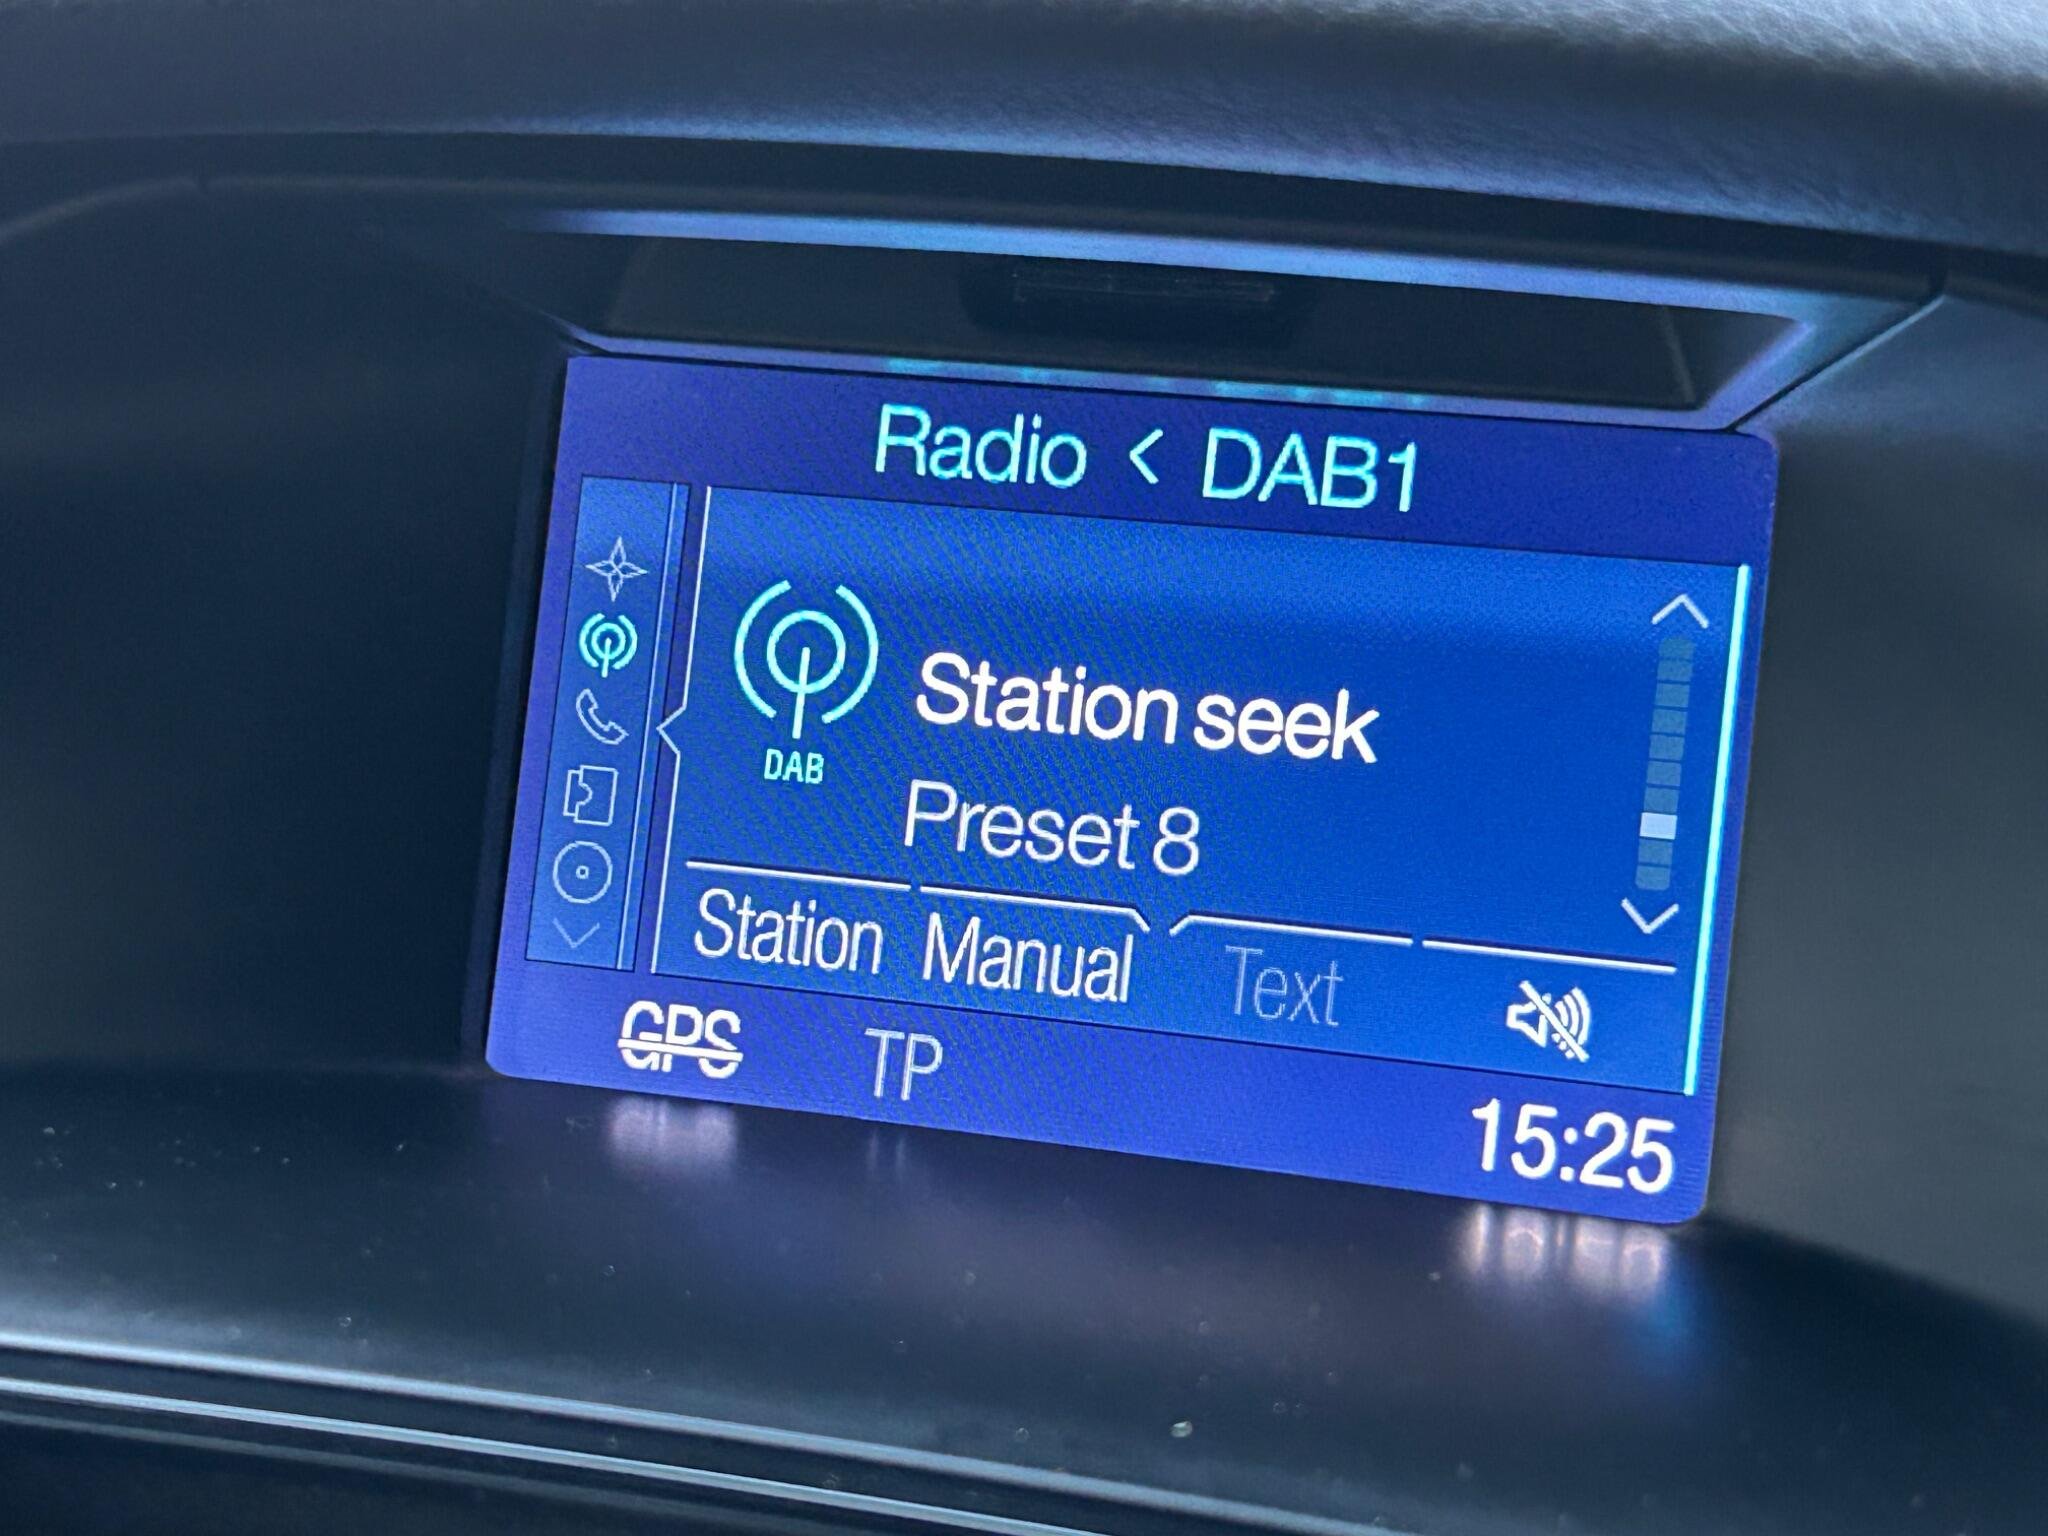 Radio < DAB1
Station seek
DAB
Preset 8
Station Manual Text
GPS TP
15:25